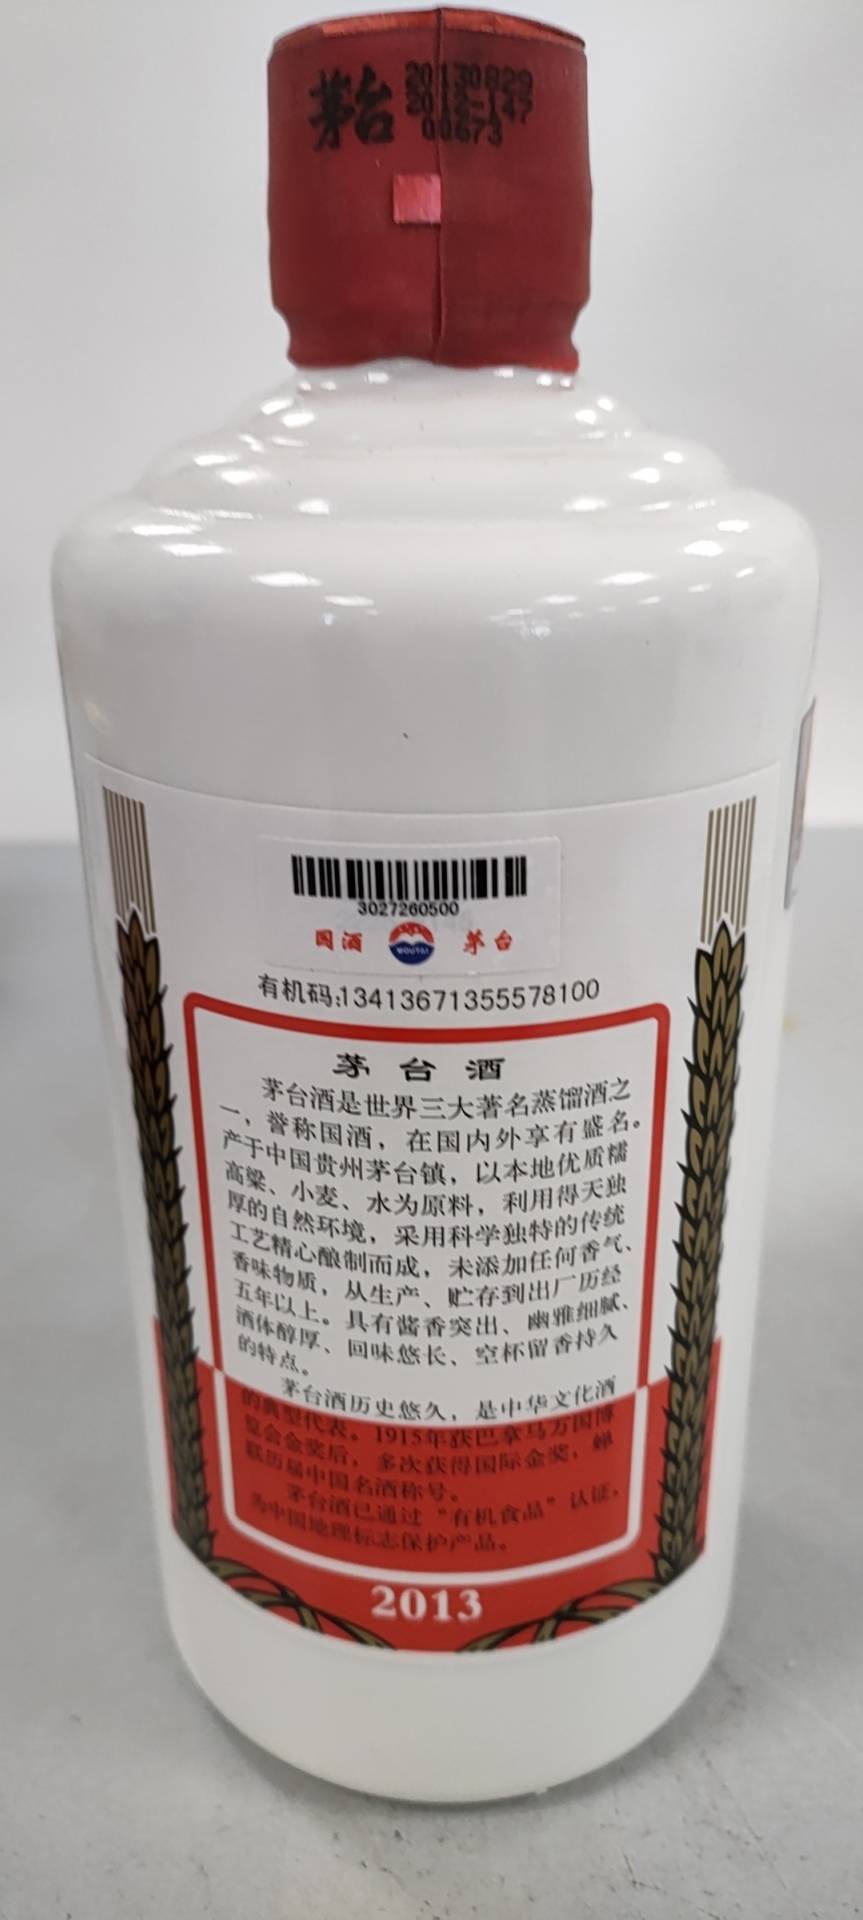 茅台
20130829
2012-147
00673
3027260500
国酒 MOUTAI 茅台
有机码:13413671355578100
茅台酒
茅台酒是世界三大著名蒸馏酒之
一，誉称国酒，在国内外享有盛名。
产于中国贵州茅台镇，以本地优质糯
高粱、小麦、水为原料，利用得天独
厚的自然环境，采用科学独特的传统
工艺精心酿制而成，未添加任何香气、
香味物质，从生产、贮存到出厂历经
五年以上。具有酱香突出、幽雅细腻、
酒体醇厚、回味悠长、空杯留香持久
的特点。
茅台酒历史悠久，是中华文化酒
的典型代表。1915年获巴拿马万国博
览会金奖后，多次获得国际金奖，蝉
联历届中国名酒称号。
茅台酒已通过“有机食品”认证，
为中国地理标志保护产品。
2013